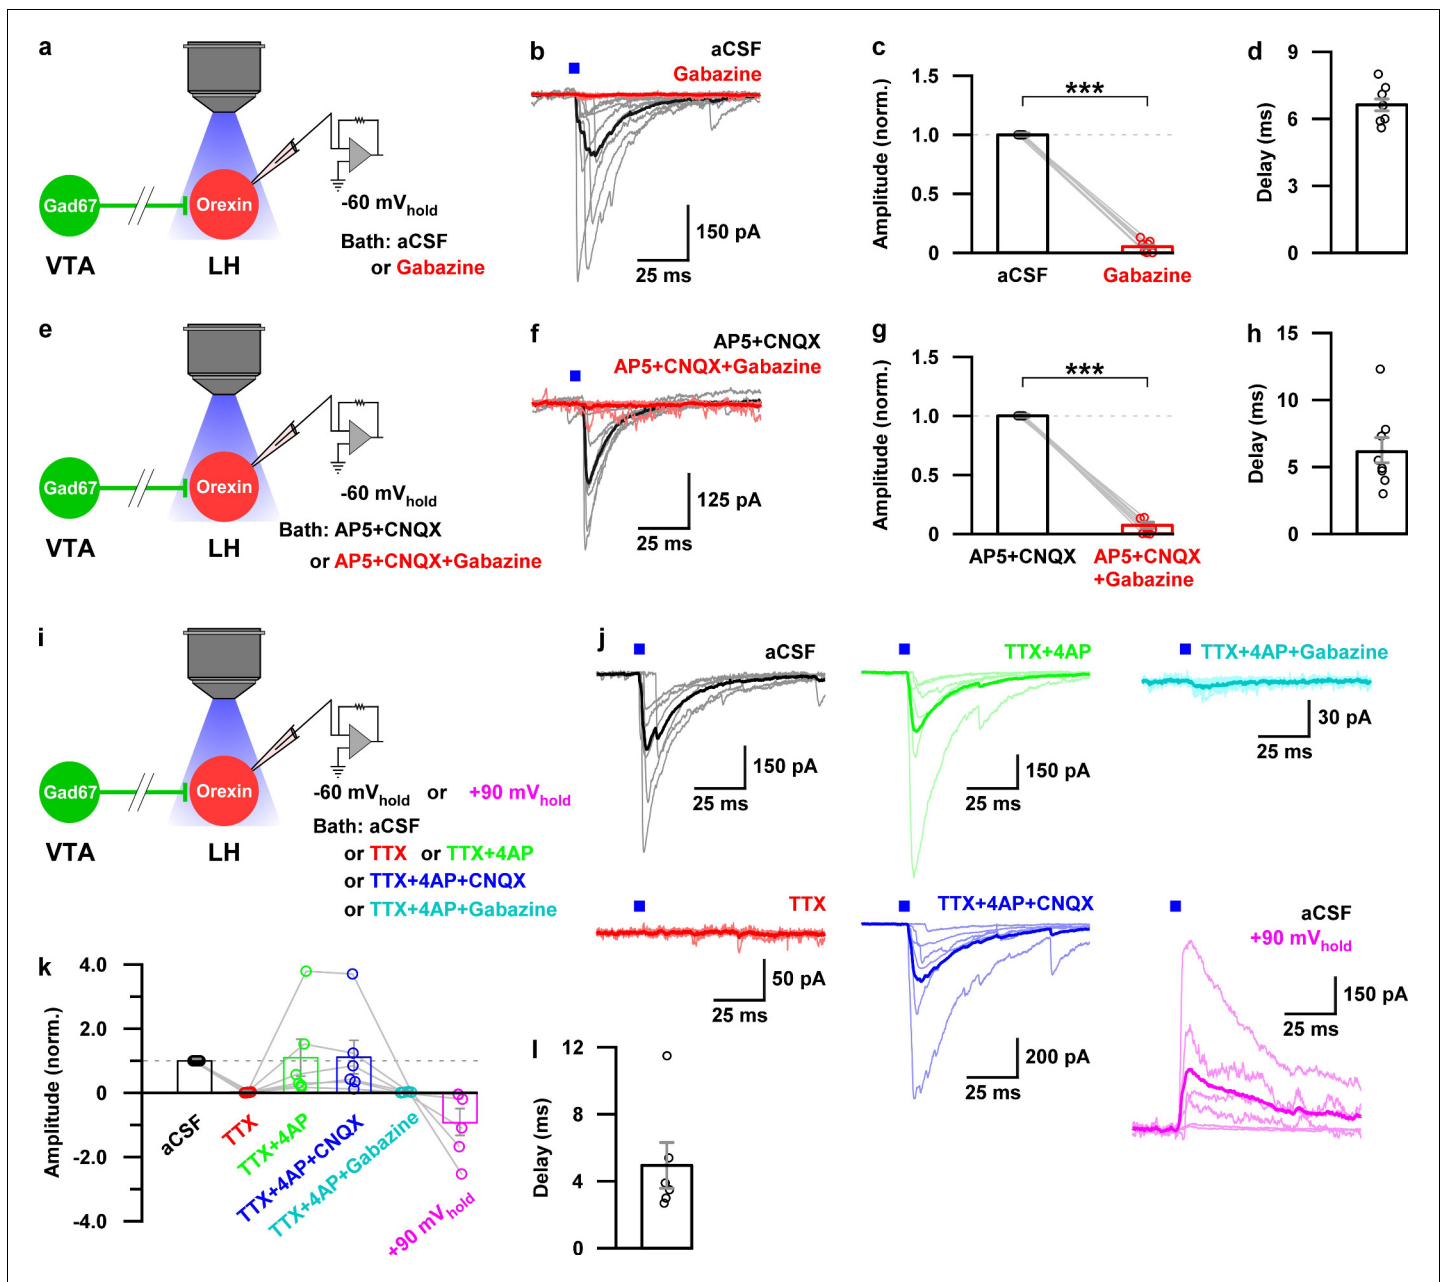 a
Gad67
Orexin
VTA
LH
-60 mVhold
Bath: aCSF
or Gabazine
b
aCSF
Gabazine
150 pA
25 ms
c
Amplitude (norm.)
1.5
1.0
0.5
0
***
aCSF
Gabazine
d
Delay (ms)
9
6
3
0
e
Gad67
Orexin
VTA
LH
-60 mVhold
Bath: AP5+CNQX
or AP5+CNQX+Gabazine
f
AP5+CNQX
AP5+CNQX+Gabazine
125 pA
25 ms
g
Amplitude (norm.)
1.5
1.0
0.5
0
***
AP5+CNQX
AP5+CNQX
+Gabazine
h
Delay (ms)
15
10
5
0
i
Gad67
Orexin
VTA
LH
-60 mVhold or +90 mVhold
Bath: aCSF
or TTX or TTX+4AP
or TTX+4AP+CNQX
or TTX+4AP+Gabazine
j
aCSF
150 pA
25 ms
TTX+4AP
150 pA
25 ms
TTX+4AP+Gabazine
30 pA
25 ms
TTX
50 pA
25 ms
TTX+4AP+CNQX
200 pA
25 ms
aCSF
+90 mVhold
150 pA
25 ms
k
Amplitude (norm.)
4.0
2.0
0
-2.0
-4.0
aCSF
TTX
TTX+4AP
TTX+4AP+CNQX
TTX+4AP+Gabazine
+90 mVhold
l
Delay (ms)
12
8
4
0